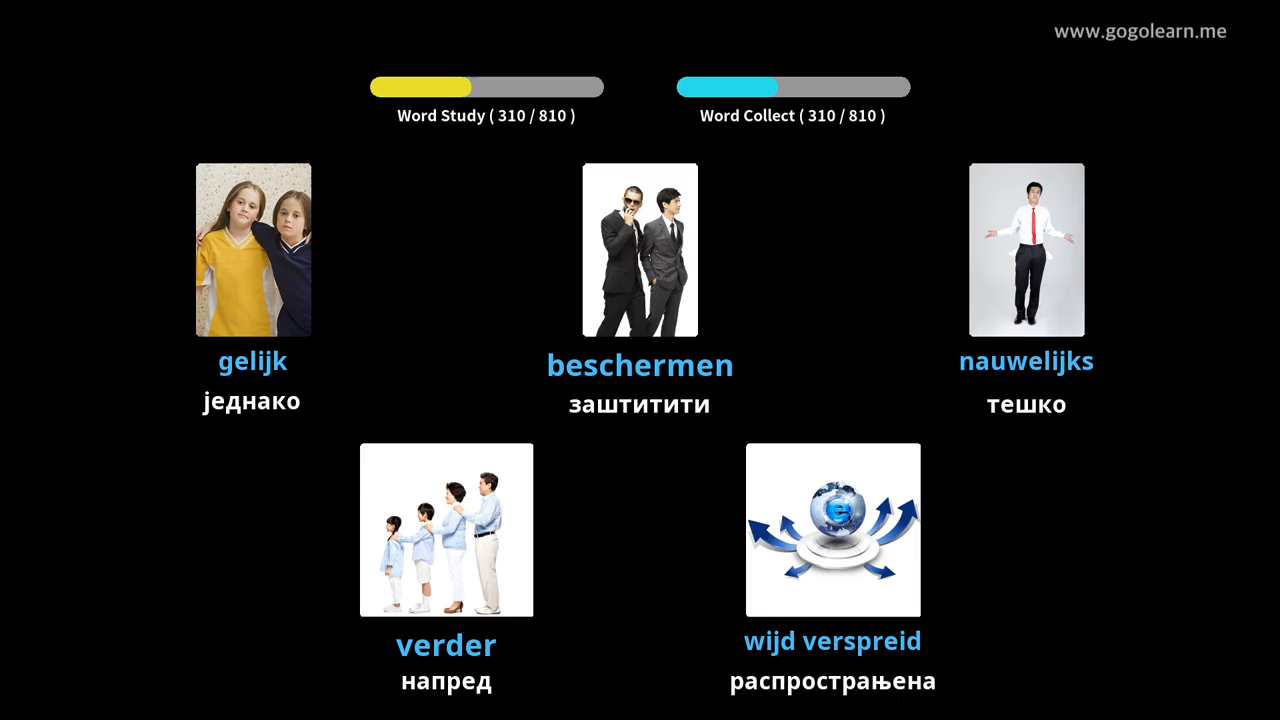 www.gogolearn.me
Word Study ( 310 / 810 )
Word Collect ( 310 / 810 )
gelijk
једнако
beschermen
заштитити
nauwelijks
тешко
verder
напред
wijd verspreid
распрострањена